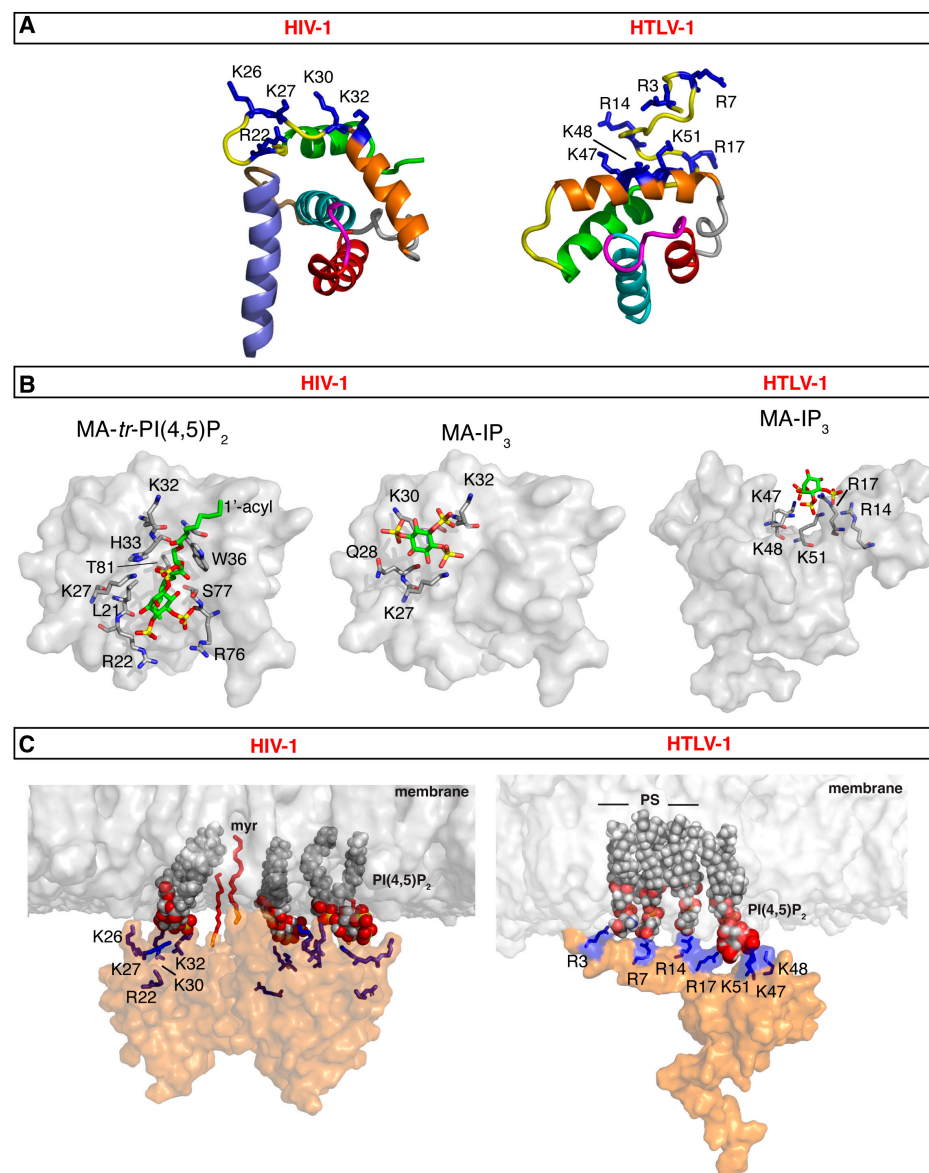 A HIV-1 HTLV-1
K26
K27
K30
K32
R22
R3
R7
R14
K48
K51
K47
R17
B HIV-1 HTLV-1
MA-tr-PI(4,5)P2
MA-IP3
MA-IP3
K32
1'-acyl
H33
W36
T81
K27
S77
L21
R22
R76
K30
K32
Q28
K27
K47
R17
R14
K48
K51
C HIV-1 HTLV-1
membrane
myr
PI(4,5)P2
K26
K27
K32
K30
R22
membrane
PS
PI(4,5)P2
R3
R7
R14
R17
K51
K48
K47